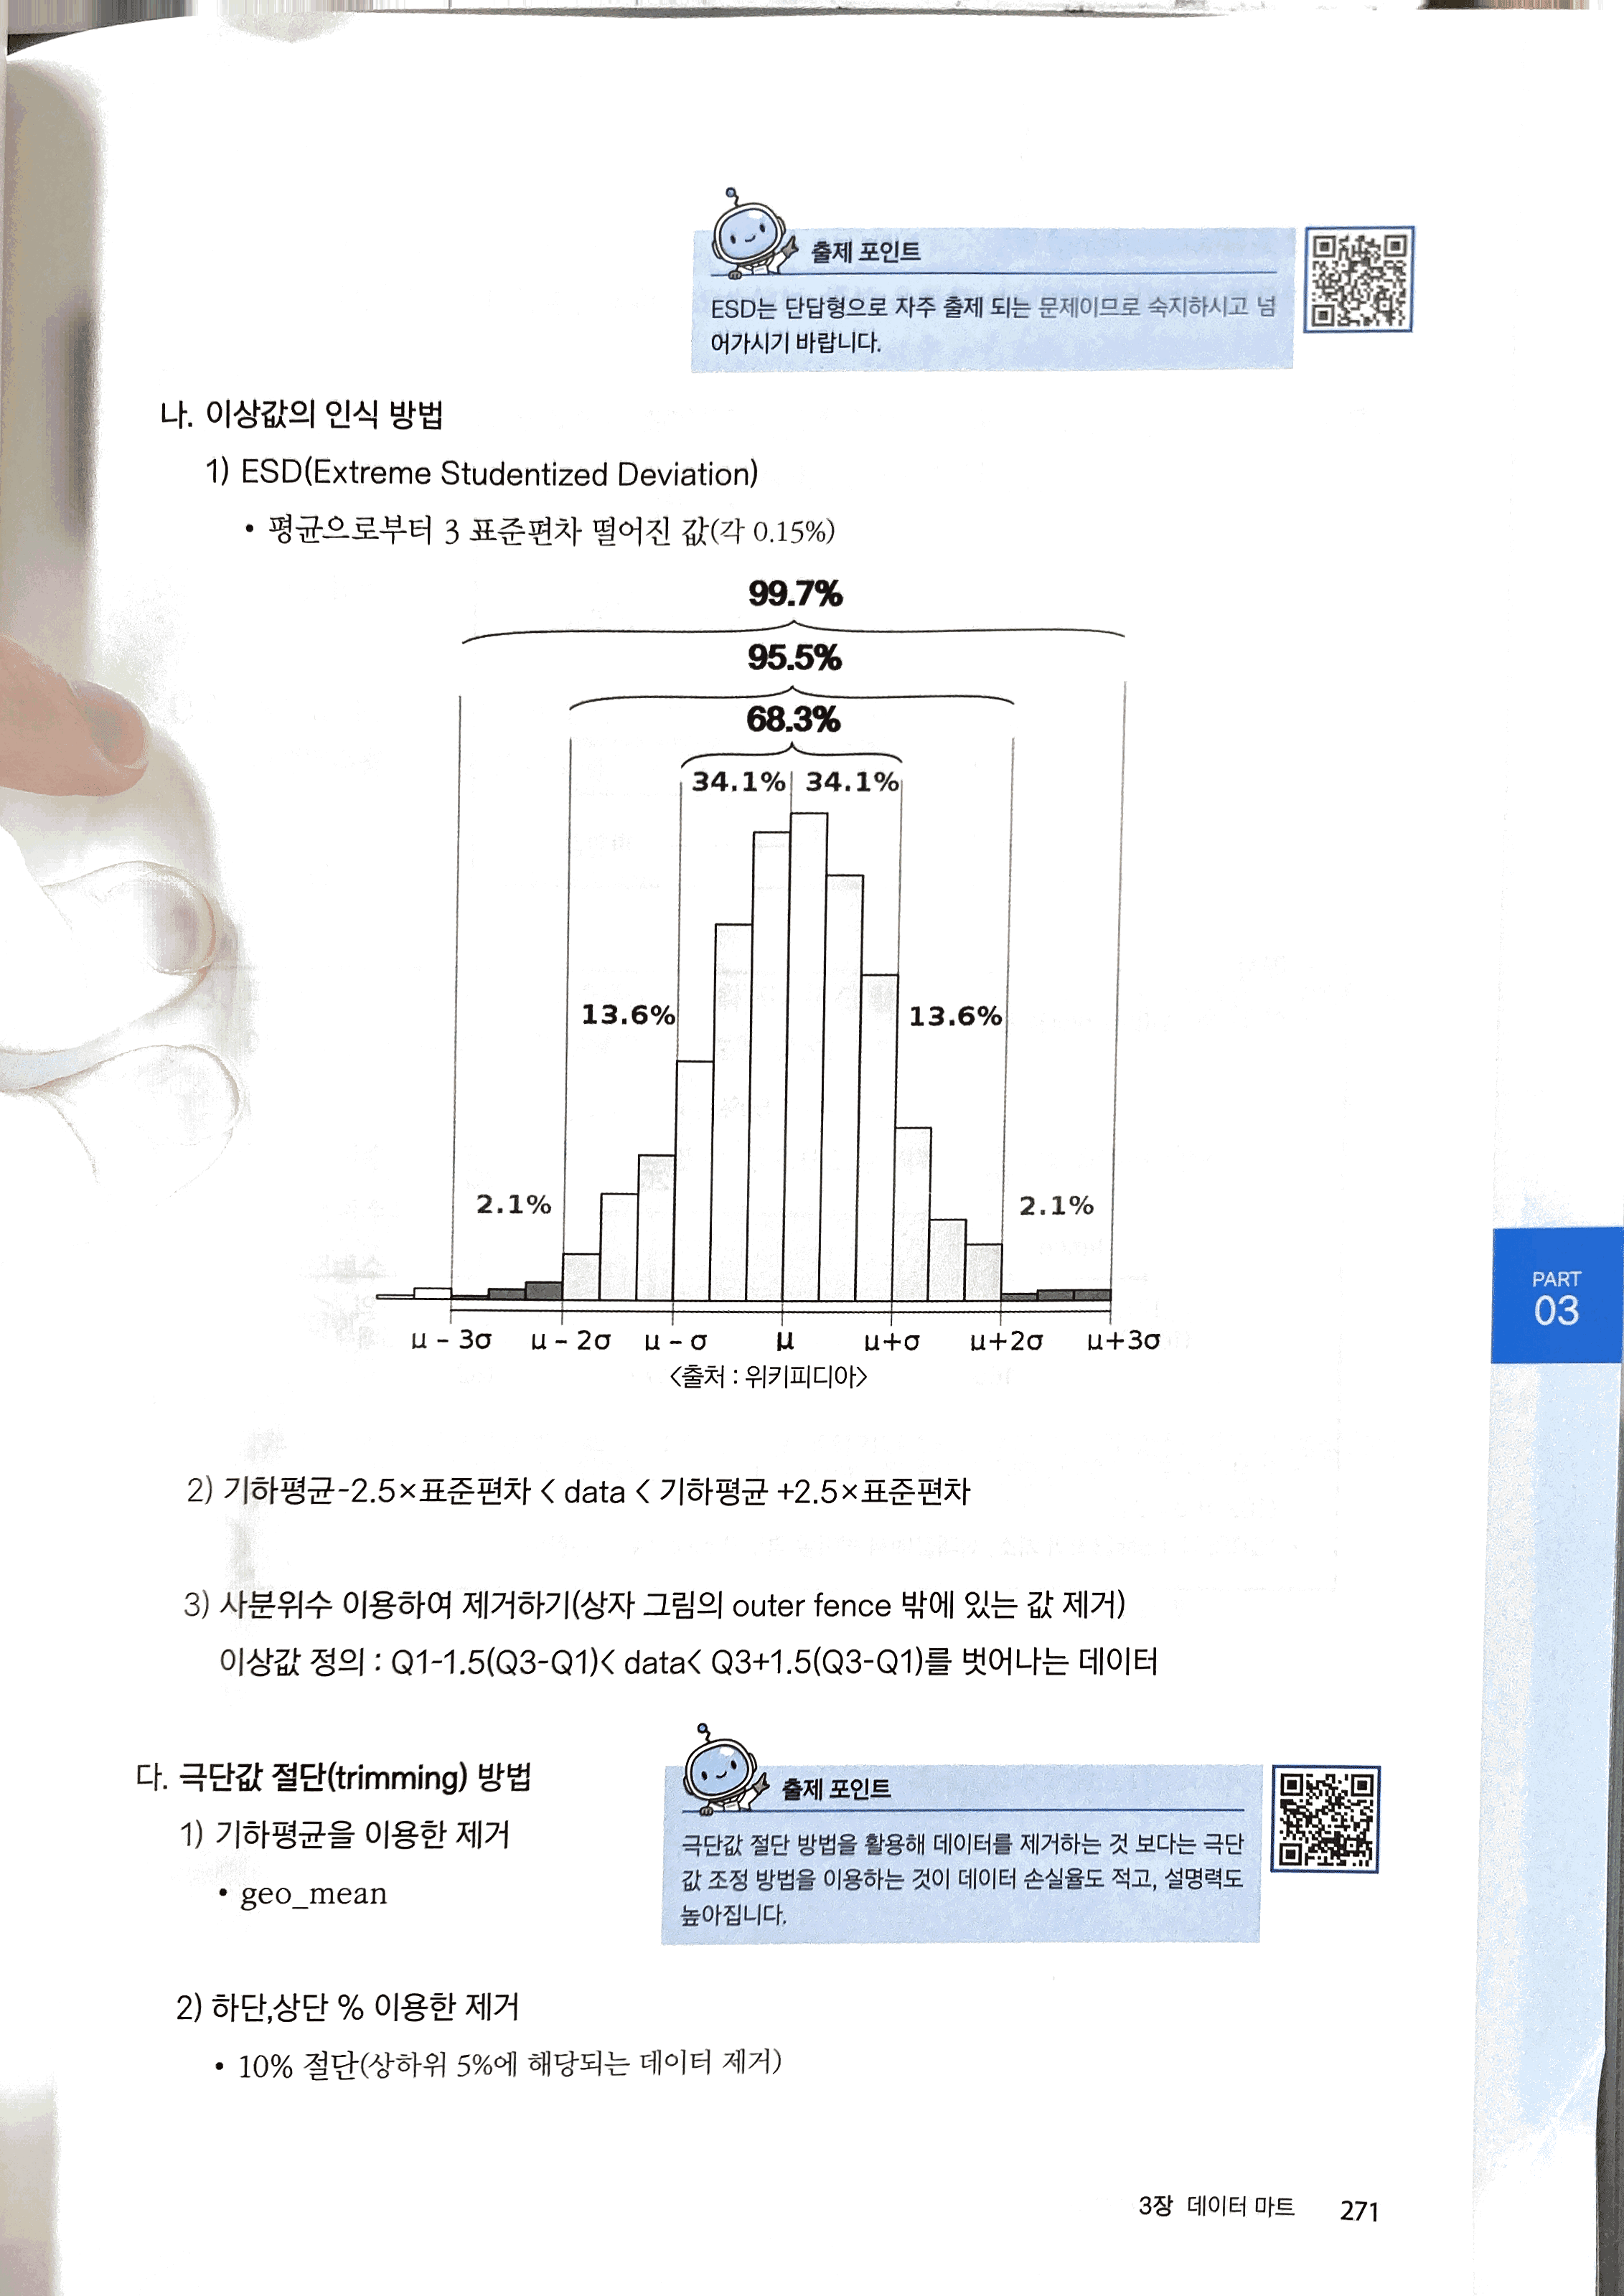 출제 포인트
ESD는 단답형으로 자주 출제 되는 문제이므로 숙지하시고 넘
어가시기 바랍니다.
나. 이상값의 인식 방법
1) ESD(Extreme Studentized Deviation)
• 평균으로부터 3 표준편차 떨어진 값(각 0.15%)
99.7%
95.5%
68.3%
34.1% 34.1%
13.6% 13.6%
2.1% 2.1%
μ - 3σ μ - 2σ μ - σ μ μ+σ μ+2σ μ+3σ
<출처 : 위키피디아>
PART
03
2) 기하평균-2.5×표준편차 < data < 기하평균 +2.5×표준편차
3) 사분위수 이용하여 제거하기(상자 그림의 outer fence 밖에 있는 값 제거)
이상값 정의 : Q1-1.5(Q3-Q1)< data< Q3+1.5(Q3-Q1)를 벗어나는 데이터
다. 극단값 절단(trimming) 방법
1) 기하평균을 이용한 제거
• geo_mean
출제 포인트
극단값 절단 방법을 활용해 데이터를 제거하는 것 보다는 극단
값 조정 방법을 이용하는 것이 데이터 손실율도 적고, 설명력도
높아집니다.
2) 하단,상단 % 이용한 제거
• 10% 절단(상하위 5%에 해당되는 데이터 제거)
3장 데이터 마트 271